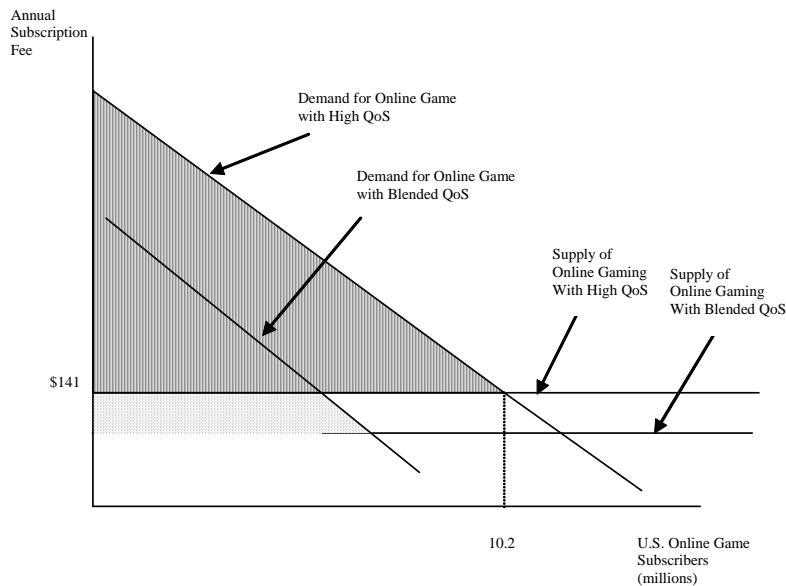 Annual
Subscription
Fee
Demand for Online Game
with High QoS
Demand for Online Game
with Blended QoS
Supply of
Online Gaming
With High QoS
Supply of
Online Gaming
With Blended QoS
$141
10.2
U.S. Online Game
Subscribers
(millions)